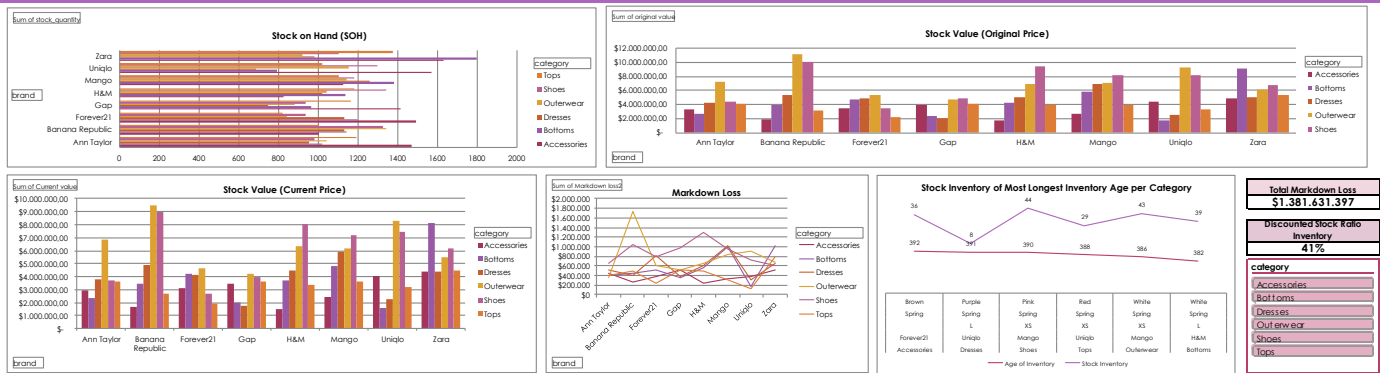 Sum of stock_quantity
Stock on Hand (SOH)
Zara
Uniqlo
Mango
H&M
Gap
Forever21
Banana Republic
Ann Taylor
brand
0 200 400 600 800 1000 1200 1400 1600 1800 2000
category
Tops
Shoes
Outerwear
Dresses
Bottoms
Accessories
Sum of original value
Stock Value (Original Price)
$12.000.000,00
$10.000.000,00
$8.000.000,00
$6.000.000,00
$4.000.000,00
$2.000.000,00
$-
Ann Taylor Banana Republic Forever21 Gap H&M Mango Uniqlo Zara
brand
category
Accessories
Bottoms
Dresses
Outerwear
Shoes
Sum of Current value
Stock Value (Current Price)
$10.000.000,00
$9.000.000,00
$8.000.000,00
$7.000.000,00
$6.000.000,00
$5.000.000,00
$4.000.000,00
$3.000.000,00
$2.000.000,00
$1.000.000,00
$-
Ann Taylor Banana Republic Forever21 Gap H&M Mango Uniqlo Zara
brand
category
Accessories
Bottoms
Dresses
Outerwear
Shoes
Tops
Sum of Markdown loss2
Markdown Loss
$2.000.000
$1.800.000
$1.600.000
$1.400.000
$1.200.000
$1.000.000
$800.000
$600.000
$400.000
$200.000
$0
Ann Taylor Banana Republic Forever21 Gap H&M Mango Uniqlo Zara
brand
category
Accessories
Bottoms
Dresses
Outerwear
Shoes
Tops
Stock Inventory of Most Longest Inventory Age per Category
36 8 44 29 43 39
392 391 390 388 386 382
Brown Purple Pink Red White White
Spring Spring Spring Spring Spring Spring
L XS XS XS L
Forever21 Uniqlo Mango Uniqlo Mango H&M
Accessories Dresses Shoes Tops Outerwear Bottoms
Age of Inventory Stock Inventory
Total Markdown Loss
$1.381.631.397
Discounted Stock Ratio
Inventory
41%
category
Accessories
Bottoms
Dresses
Outerwear
Shoes
Tops